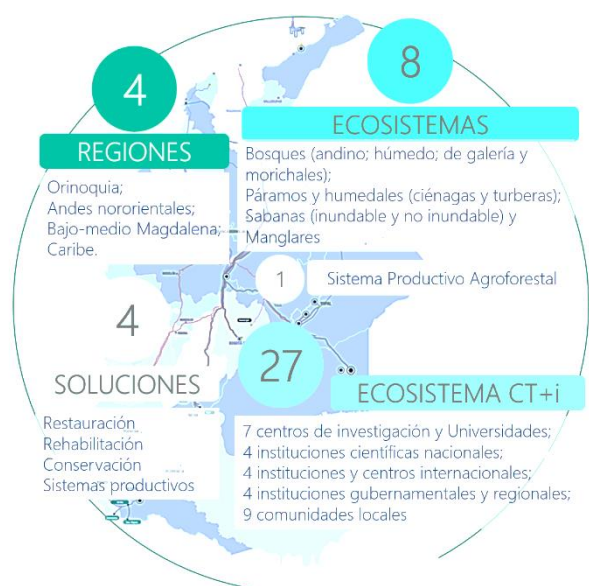 4
REGIONES
Orinoquia;
Andes nororientales;
Bajo-medio Magdalena;
Caribe.
8
ECOSISTEMAS
Bosques (andino; húmedo; de galería y
morichales);
Páramos y humedales (ciénagas y turberas);
Sabanas (inundable y no inundable) y
Manglares
1
Sistema Productivo Agroforestal
4
SOLUCIONES
Restauración
Rehabilitación
Conservación
Sistemas productivos
27
ECOSISTEMA CT+i
7 centros de investigación y Universidades;
4 instituciones científicas nacionales;
4 instituciones y centros internacionales;
4 instituciones gubernamentales y regionales;
9 comunidades locales